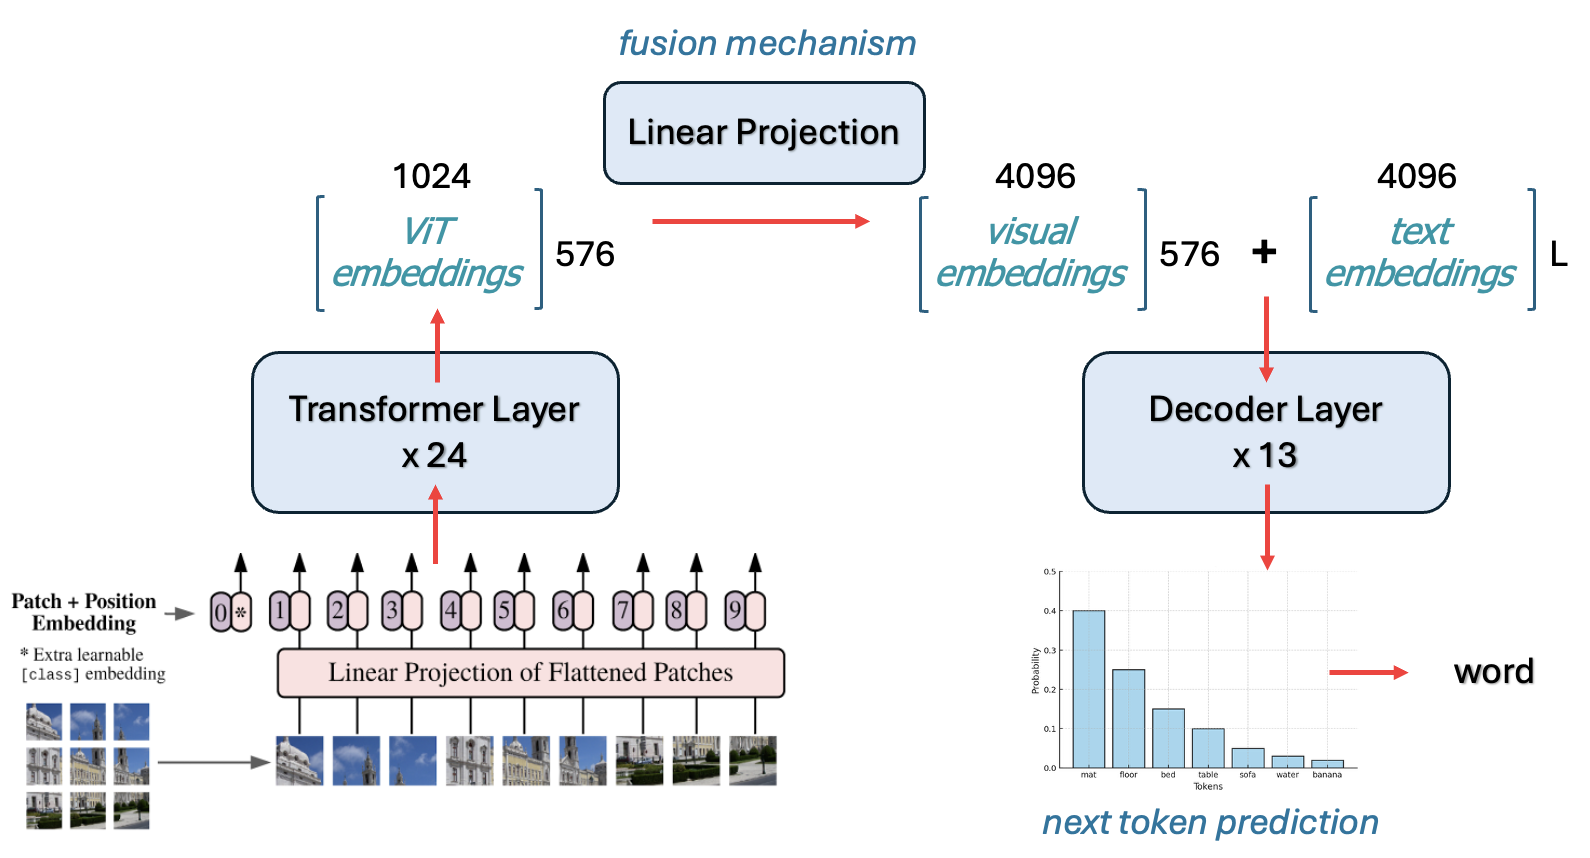 fusion mechanism
Linear Projection
1024
ViT
embeddings
576
4096
visual
embeddings
576
+
4096
text
embeddings
L
Transformer Layer
x 24
Decoder Layer
x 13
Patch + Position
Embedding
* Extra learnable
[class] embedding
0 *
1
2
3
4
5
6
7
8
9
Linear Projection of Flattened Patches
Probability
0.5
0.4
0.3
0.2
0.1
0.0
mat floor bed table sofa water banana
Tokens
word
next token prediction